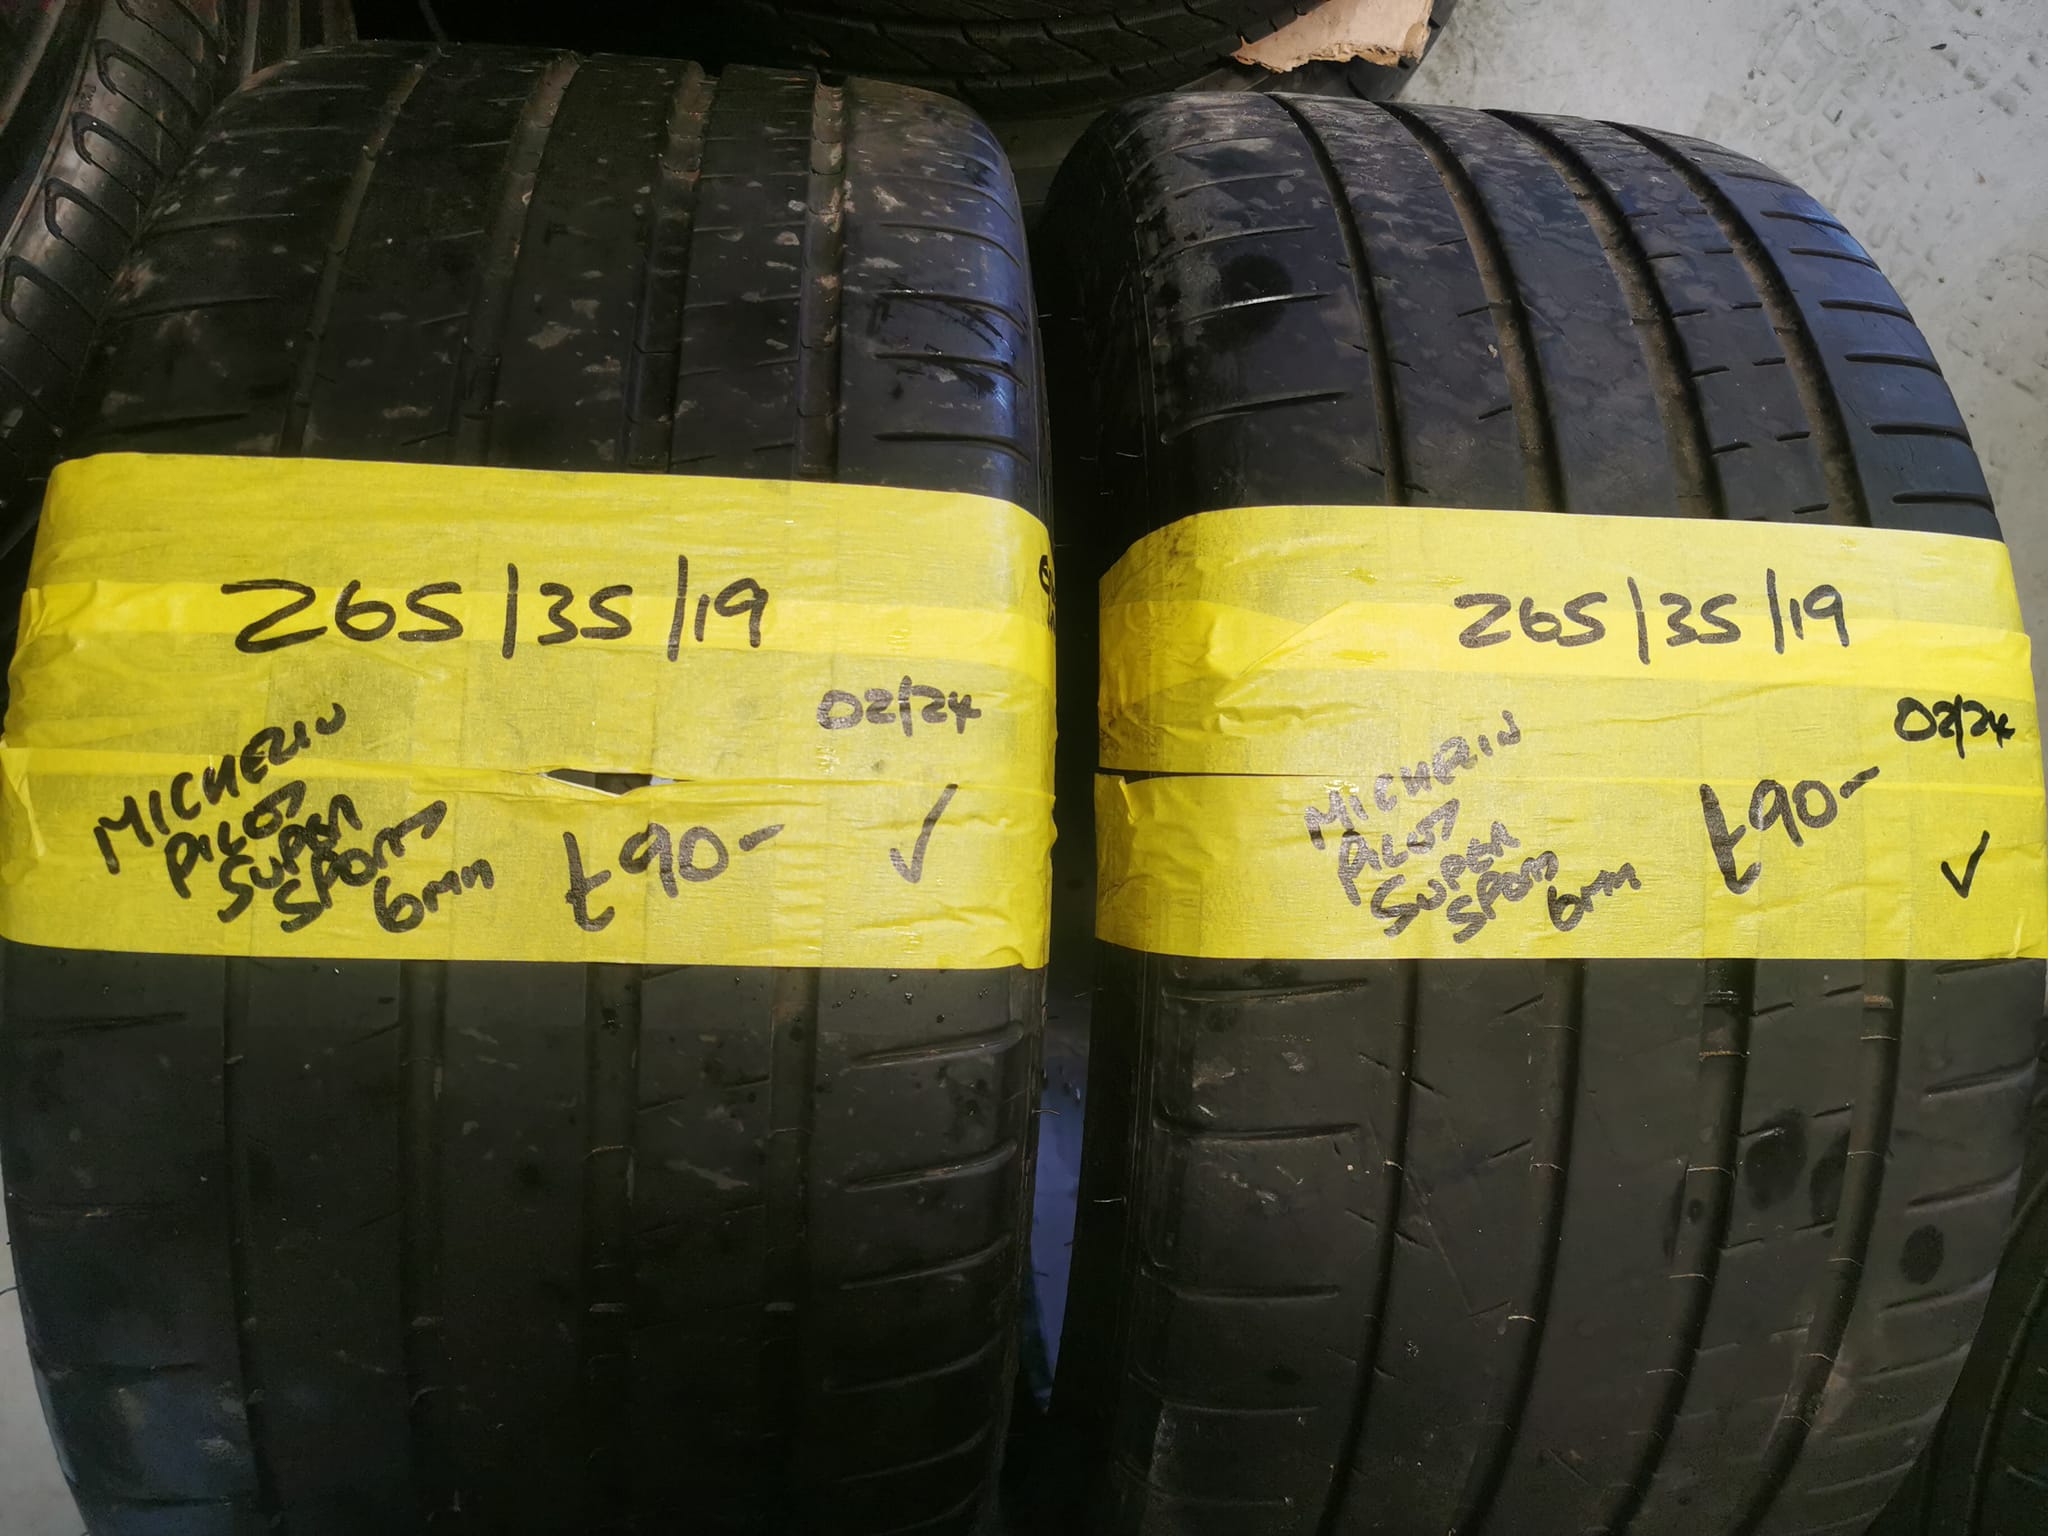 265/35/19
02/24
MICHELIN
PILOT
SUPER
SPORT
6mm
£90-
✓
265/35/19
02/24
MICHELIN
PILOT
SUPER
SPORT
6mm
£90-
✓